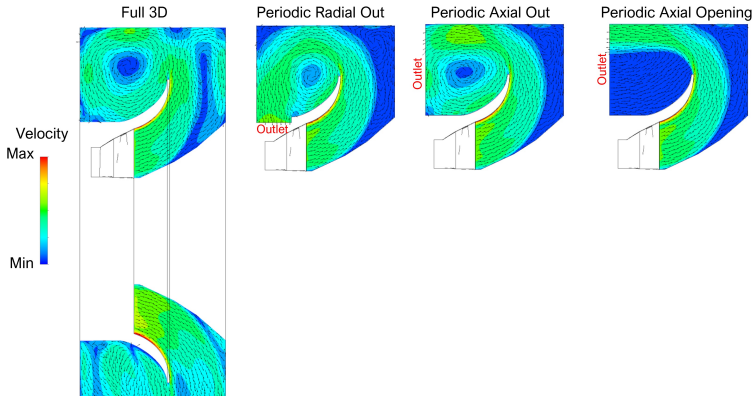 Full 3D
Periodic Radial Out
Periodic Axial Out
Periodic Axial Opening
Outlet
Outlet
Outlet
Velocity
Max
Min